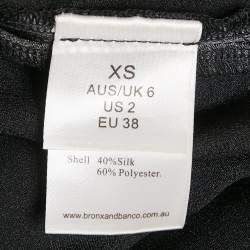 XS
AUS/UK 6
US 2
EU 38
Shell 40%Silk
60%Polyester.
www.bronxandbanco.com.au